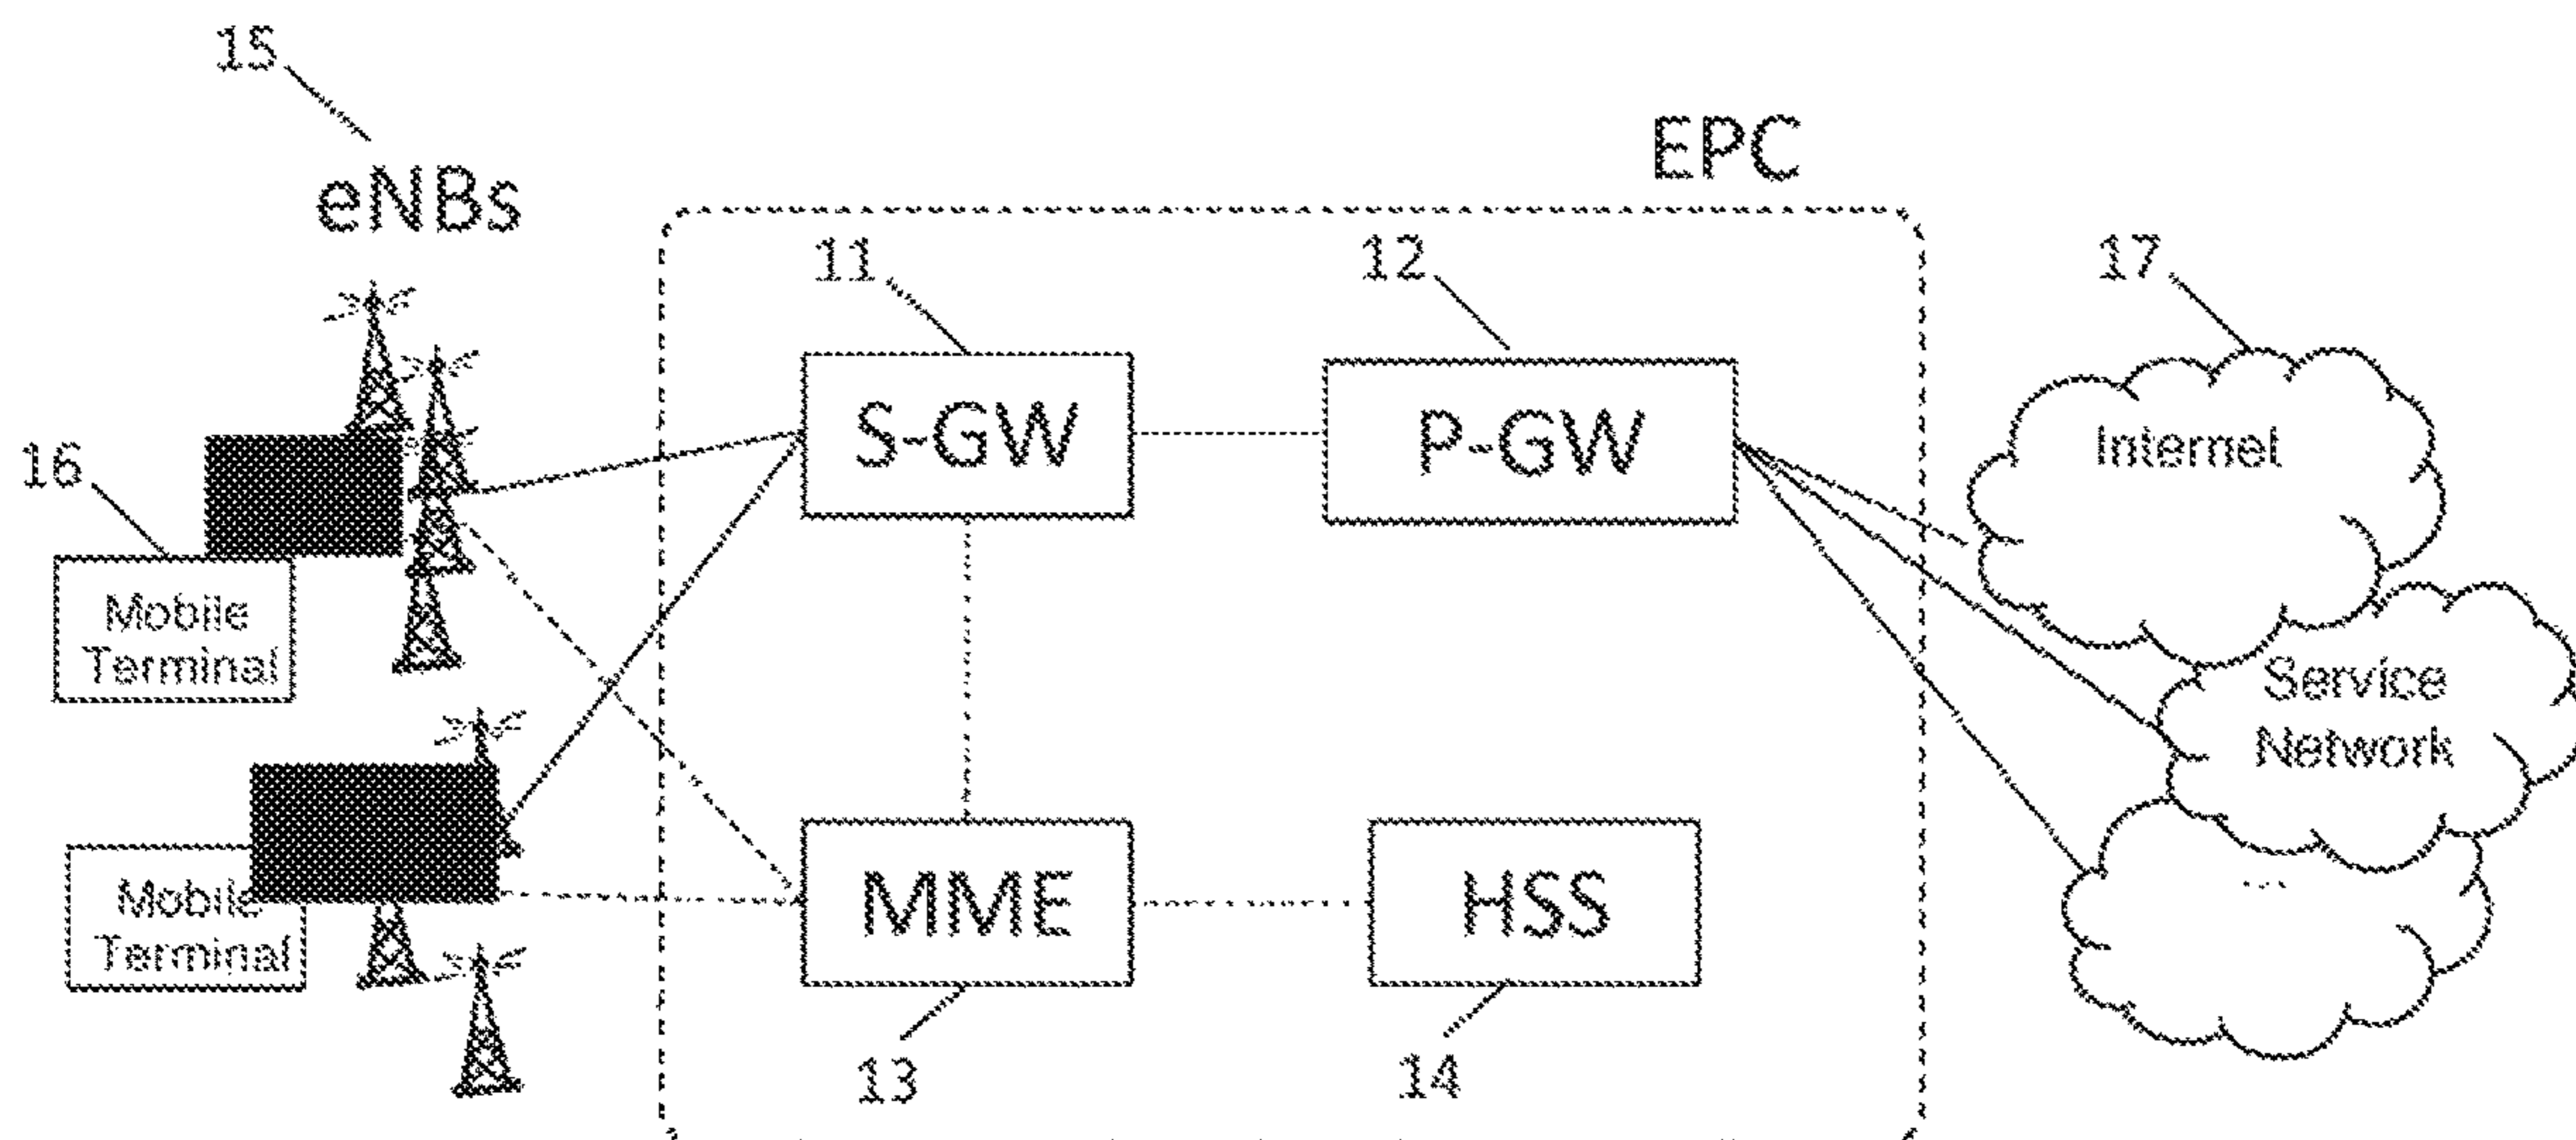 15
EPC
eNBs
11
12
17
S-GW
P-GW
Internet
16
Mobile
Terminal
Service
Network
MME
HSS
...
Mobile
Terminal
13
14